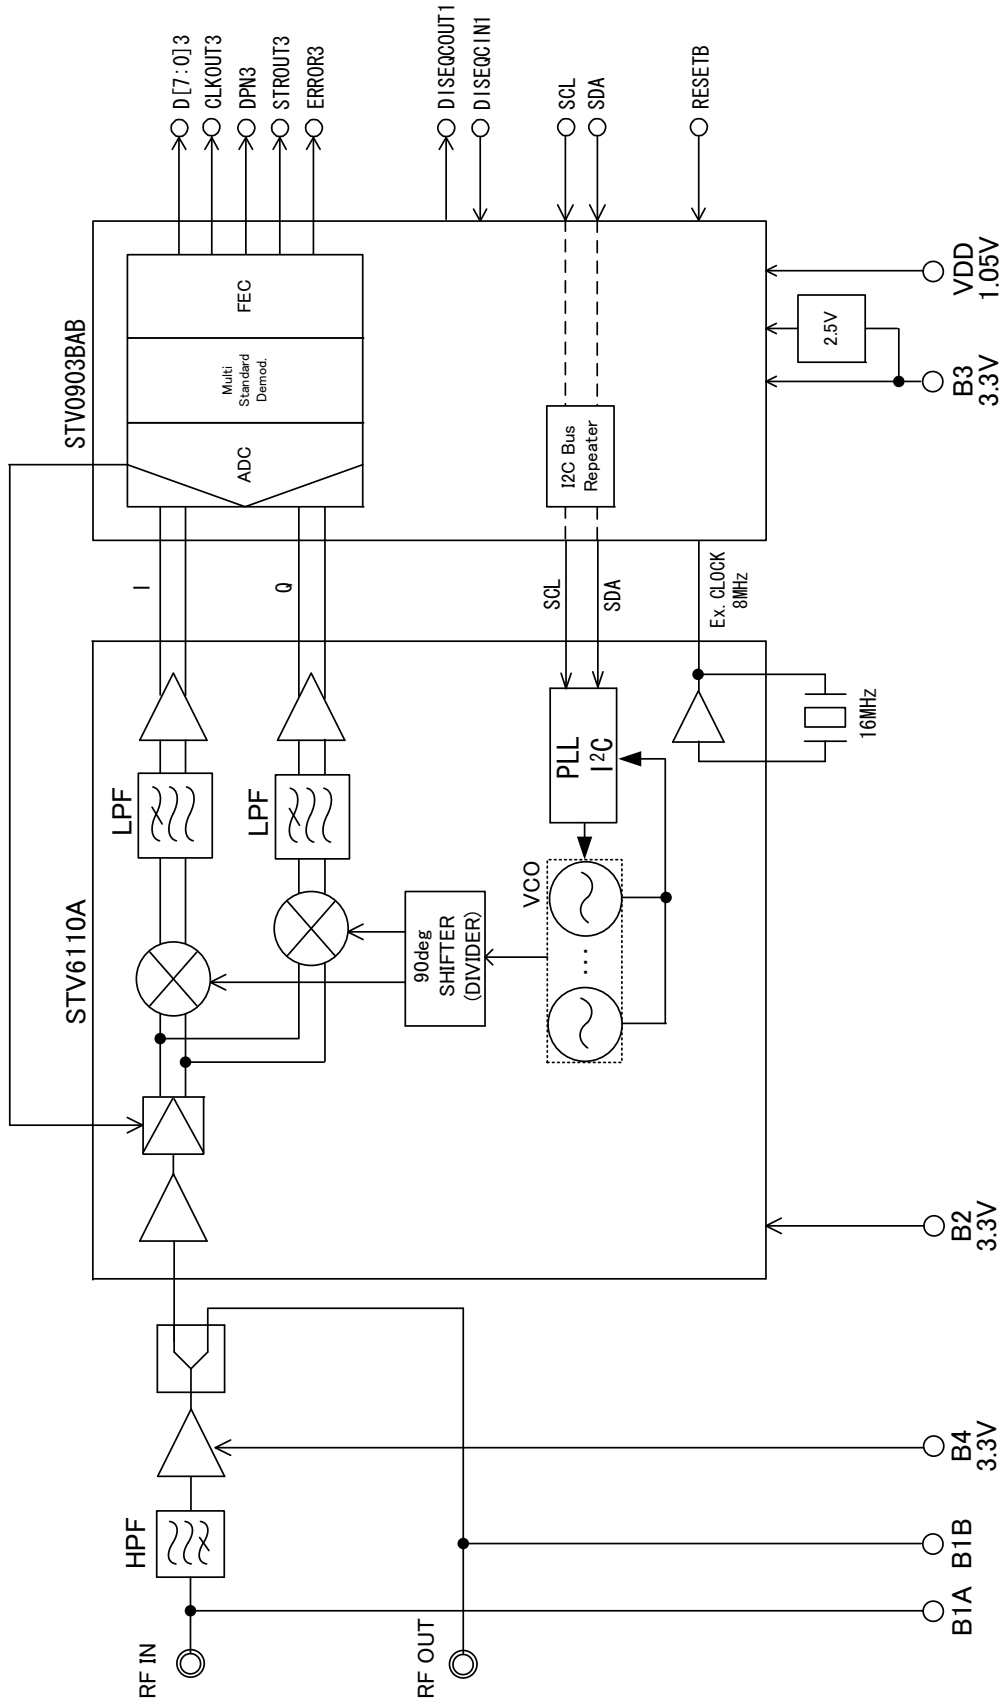 STV6110A
STV0903BAB
RF IN
RF OUT
HPF
LPF
LPF
I
Q
ADC
Multi
Standard
Demod.
FEC
D[7:0]3
CLKOUT3
DPN3
STROUT3
ERROR3
DISEQCOUT1
DISEQCIN1
SCL
SDA
RESETB
90deg
SHIFTER
(DIVIDER)
VCO
...
PLL
I²C
SCL
SDA
I2C Bus
Repeater
Ex. CLOCK
8MHz
16MHz
2.5V
B1A
B1B
B4
3.3V
B2
3.3V
B3
3.3V
VDD
1.05V